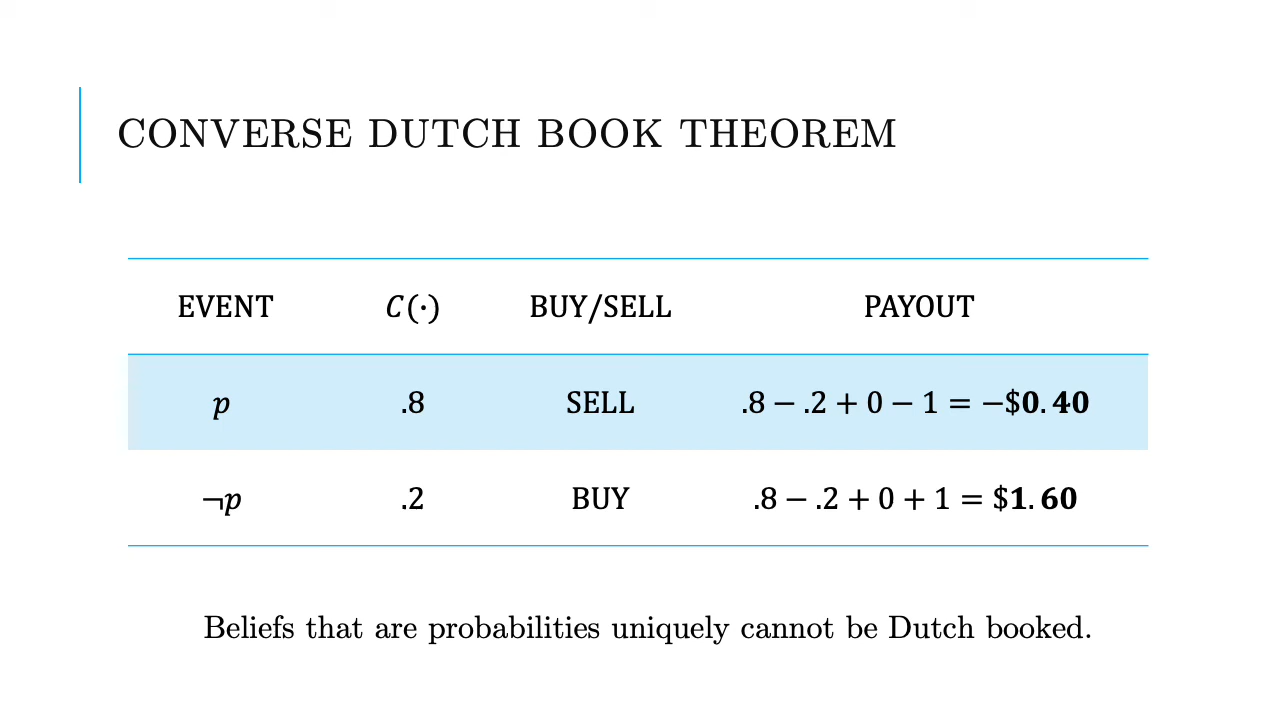 CONVERSE DUTCH BOOK THEOREM
EVENT C(·) BUY/SELL PAYOUT
p .8 SELL .8 − .2 + 0 − 1 = −$0.40
¬p .2 BUY .8 − .2 + 0 + 1 = $1.60
Beliefs that are probabilities uniquely cannot be Dutch booked.